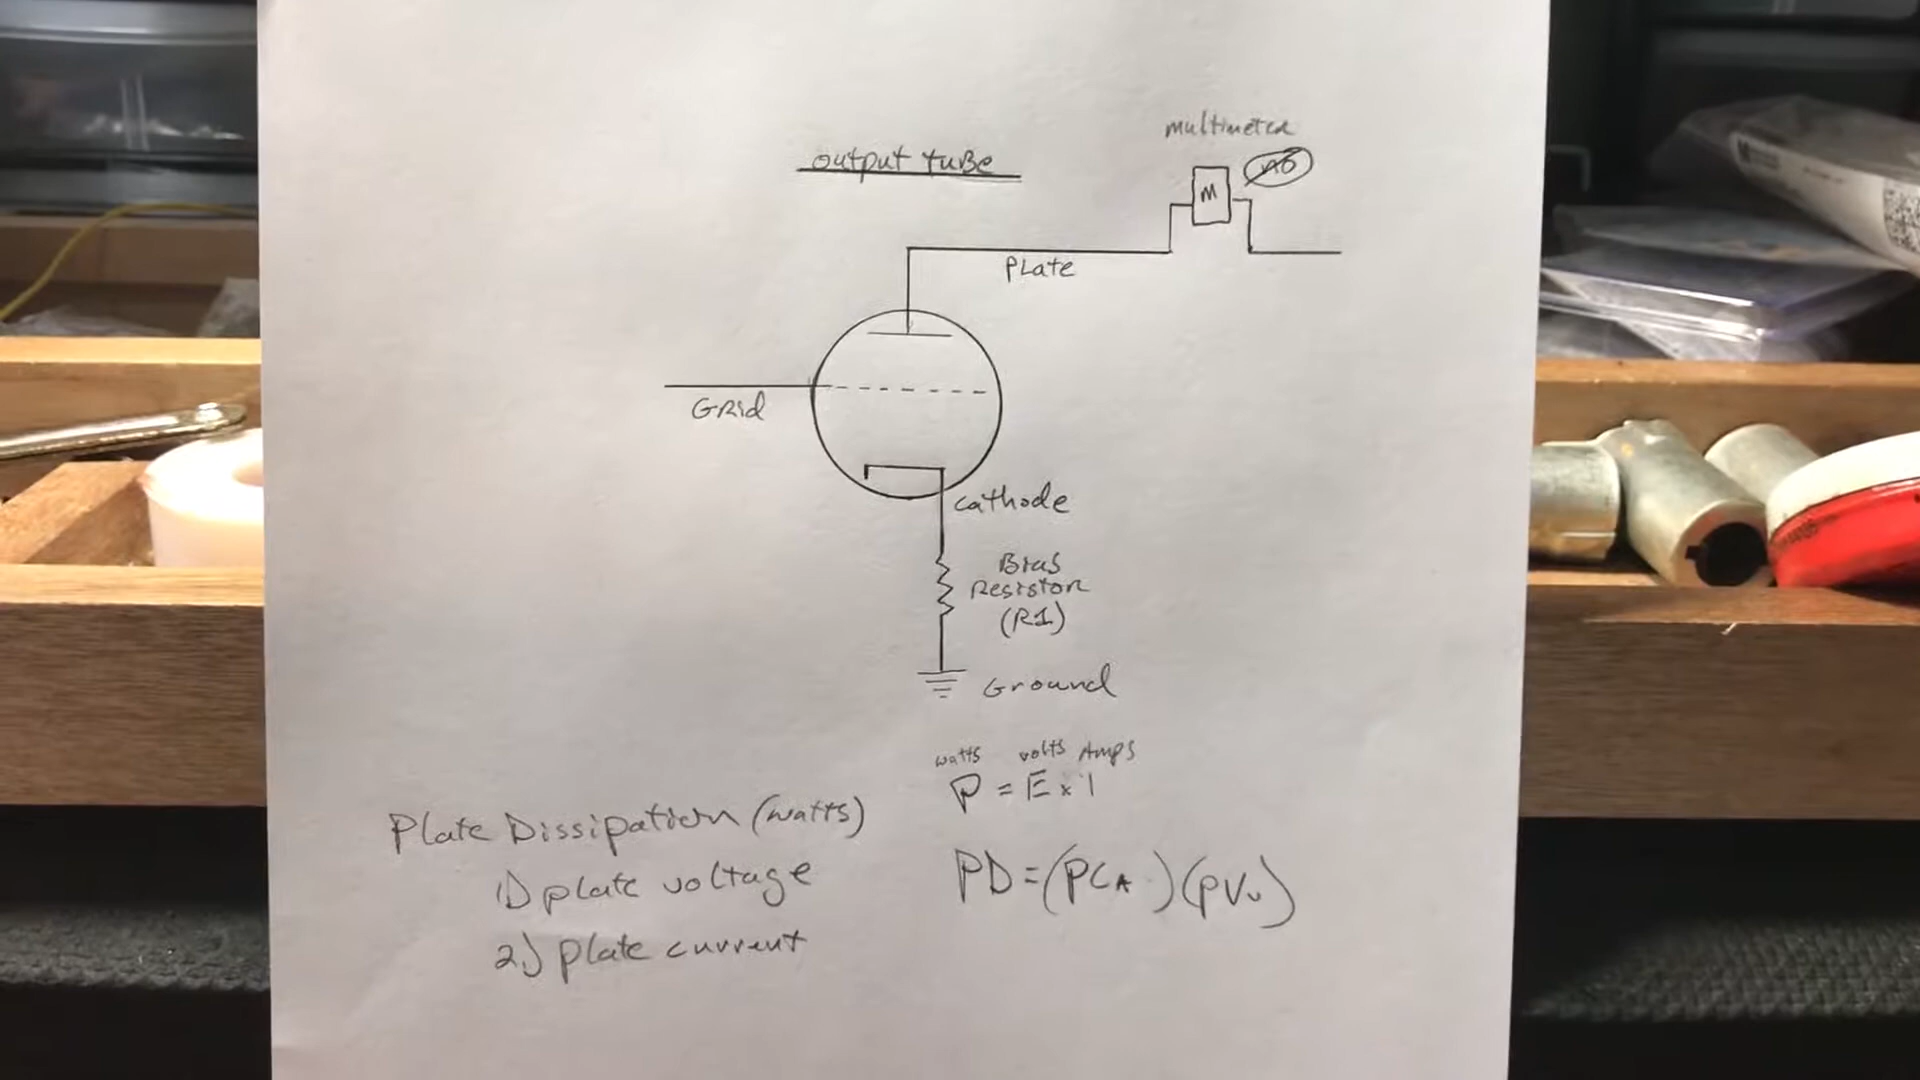 multimeter
output tube
M
Plate
Grid
cathode
Bias
Resistor
(R1)
Ground
watts volts Amps
P = E x I
Plate Dissipation (watts)
1) plate voltage
2) plate current
PD = (PCA) (PVv)